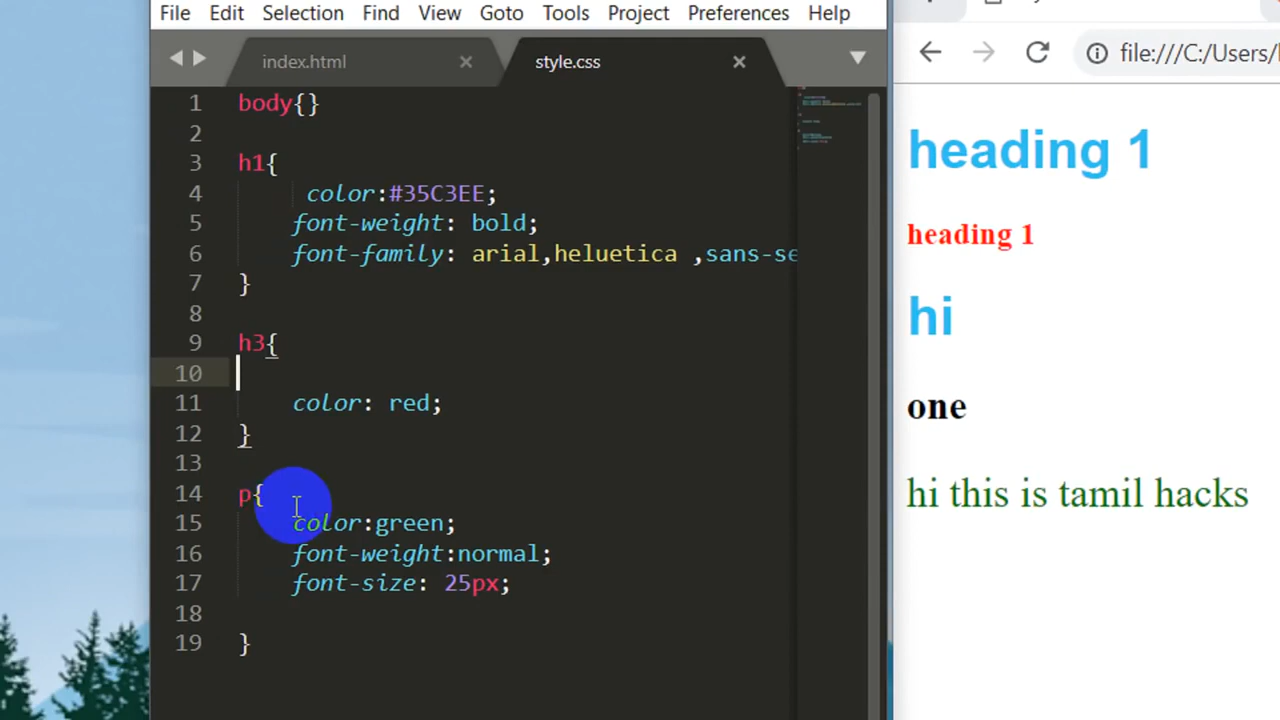 File Edit Selection Find View Goto Tools Project Preferences Help
index.html × style.css ×
file:///C:/Users/
1 body{}
2
3 h1{
4 color:#35C3EE;
5 font-weight: bold;
6 font-family: arial,heluetica ,sans-se
7 }
8
9 h3{
10
11 color: red;
12 }
13
14 p{
15 color:green;
16 font-weight:normal;
17 font-size: 25px;
18
19 }
heading 1
heading 1
hi
one
hi this is tamil hacks